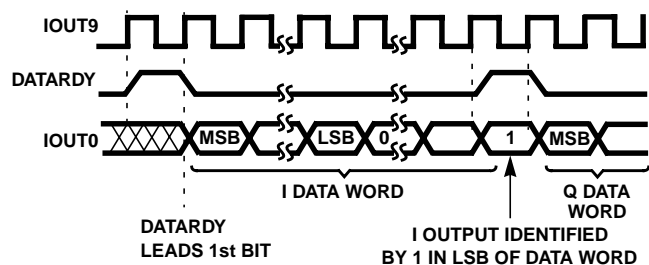 IOUT9
DATARDY
IOUT0
MSB
LSB
0
1
MSB
I DATA WORD
Q DATA
WORD
DATARDY
LEADS 1st BIT
I OUTPUT IDENTIFIED
BY 1 IN LSB OF DATA WORD